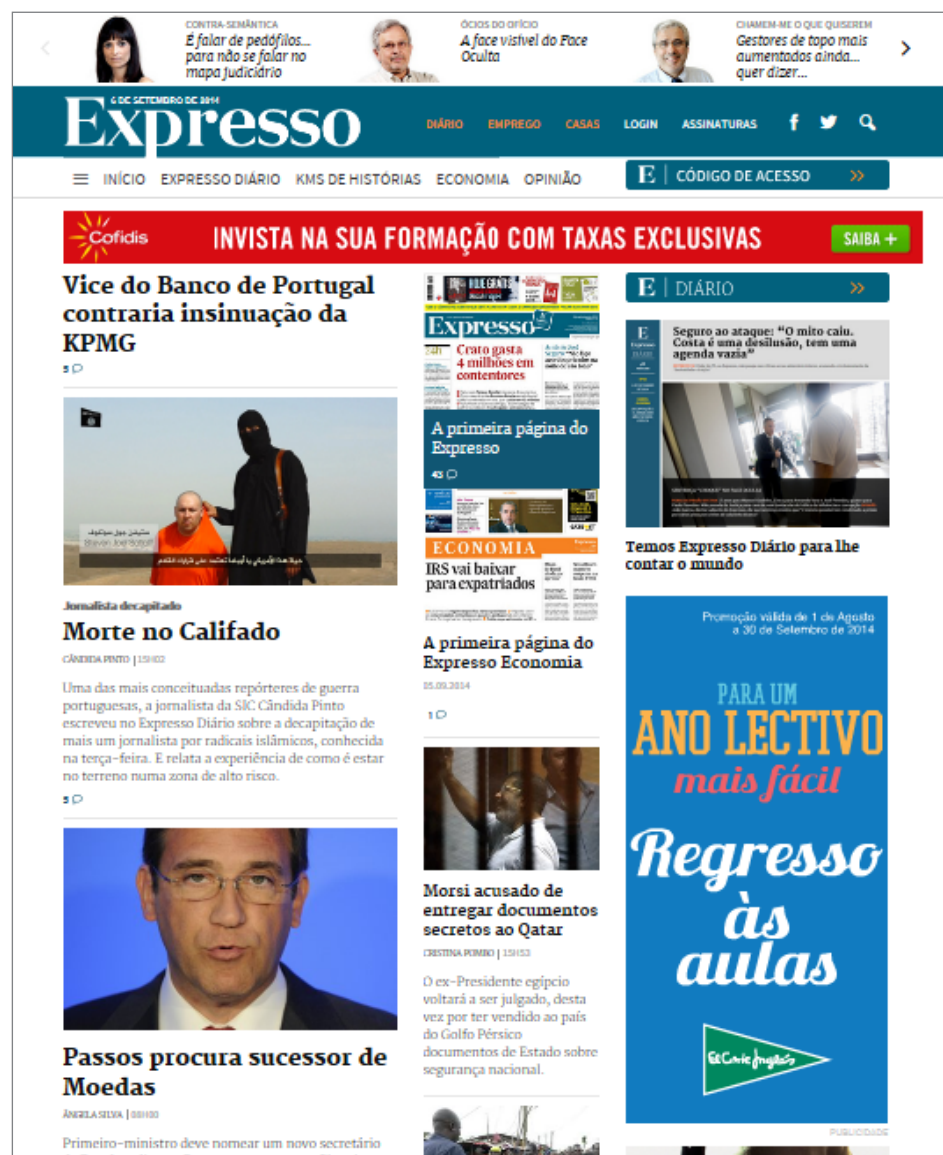 CONTRA-SEMÂNTICA
É falar de pedófilos...
para não se falar no
mapa judiciário
ÓCIOS DO OFÍCIO
A face visível do Face
Oculta
CHAMEM-ME O QUE QUISEREM
Gestores de topo mais
aumentados ainda...
quer dizer...
6 DE SETEMBRO DE 2014
Expresso
DIÁRIO EMPREGO CASAS LOGIN ASSINATURAS
INÍCIO EXPRESSO DIÁRIO KMS DE HISTÓRIAS ECONOMIA OPINIÃO
E | CÓDIGO DE ACESSO
Cofidis INVISTA NA SUA FORMAÇÃO COM TAXAS EXCLUSIVAS SAIBA +
Vice do Banco de Portugal
contraria insinuação da
KPMG
5
Steven Joel Sotloff
Jornalista decapitado
Morte no Califado
CÂNDIDA PINTO | 15H02
Uma das mais conceituadas repórteres de guerra
portuguesas, a jornalista da SIC Cândida Pinto
escreveu no Expresso Diário sobre a decapitação de
mais um jornalista por radicais islâmicos, conhecida
na terça-feira. E relata a experiência de como é estar
no terreno numa zona de alto risco.
5
Passos procura sucessor de
Moedas
ÂNGELA SILVA | 08H00
Primeiro-ministro deve nomear um novo secretário
HOJE GRÁTIS
Expresso
Crato gasta
4 milhões em
contentores
A primeira página do
Expresso
43
ECONOMIA
IRS vai baixar
para expatriados
A primeira página do
Expresso Economia
05.09.2014
1
Morsi acusado de
entregar documentos
secretos ao Qatar
CRISTINA POMBO | 15H53
O ex-Presidente egípcio
voltará a ser julgado, desta
vez por ter vendido ao país
do Golfo Pérsico
documentos de Estado sobre
segurança nacional.
E | DIÁRIO
E
Expresso
Seguro ao ataque: “O mito caiu.
Costa é uma desilusão, tem uma
agenda vazia”
Temos Expresso Diário para lhe
contar o mundo
Promoção válida de 1 de Agosto
a 30 de Setembro de 2014
PARA UM
ANO LECTIVO
mais fácil
Regresso
às
aulas
El Corte Inglés
PUBLICIDADE